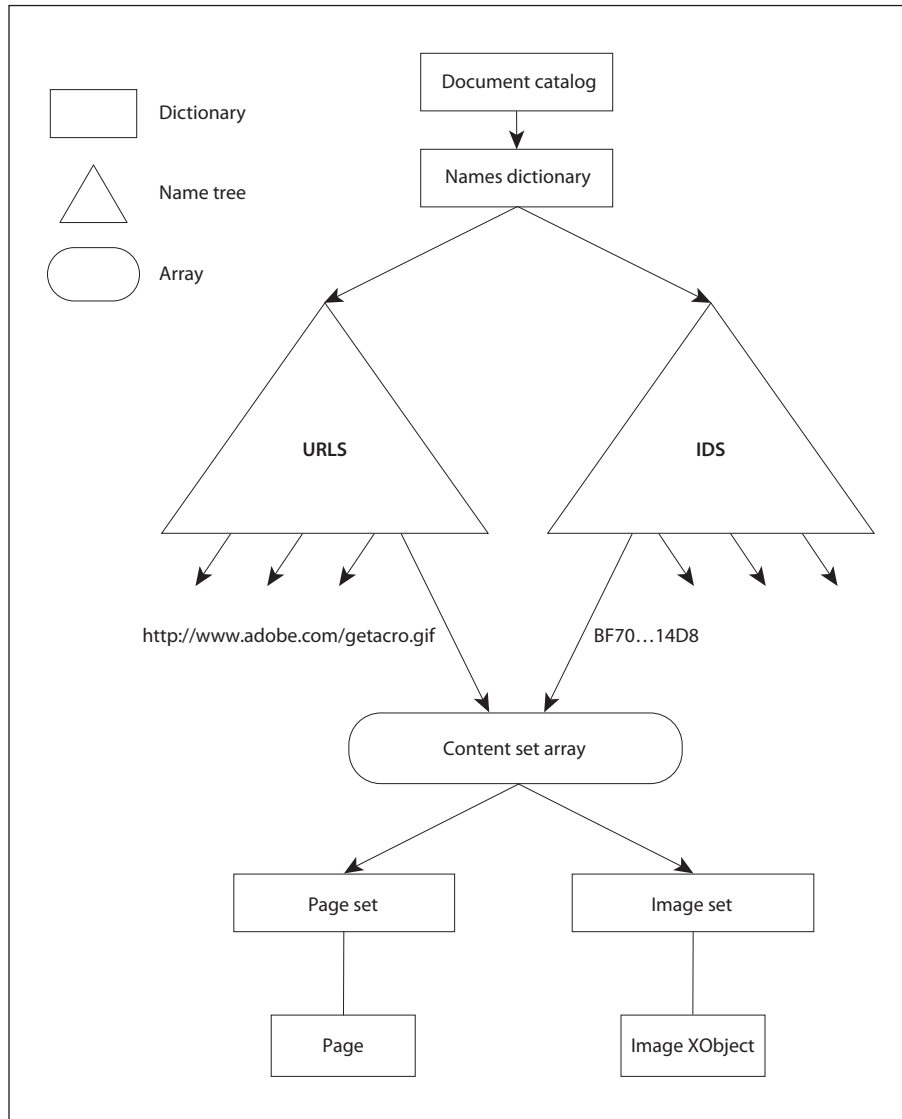 Document catalog
Dictionary
Names dictionary
Name tree
Array
URLS
IDS
http://www.adobe.com/getacro.gif
BF70…14D8
Content set array
Page set
Image set
Page
Image XObject